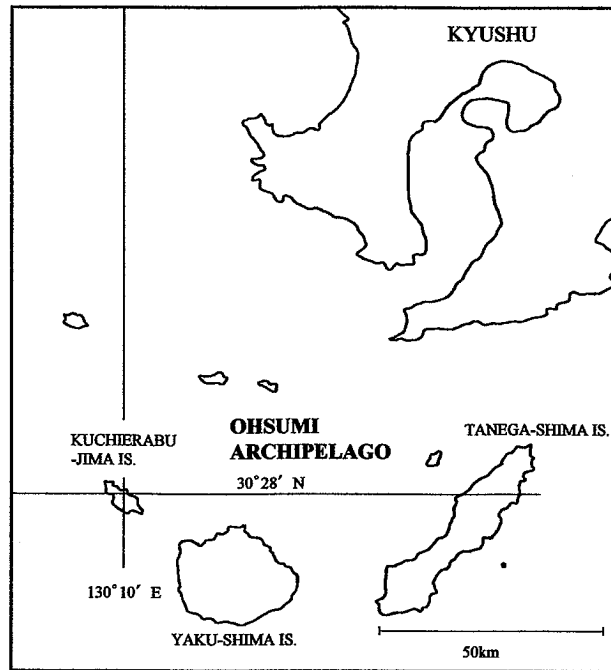 KYUSHU
OHSUMI
ARCHIPELAGO
KUCHIERABU
-JIMA IS.
TANEGA-SHIMA IS.
30°28′ N
130°10′ E
YAKU-SHIMA IS.
50km